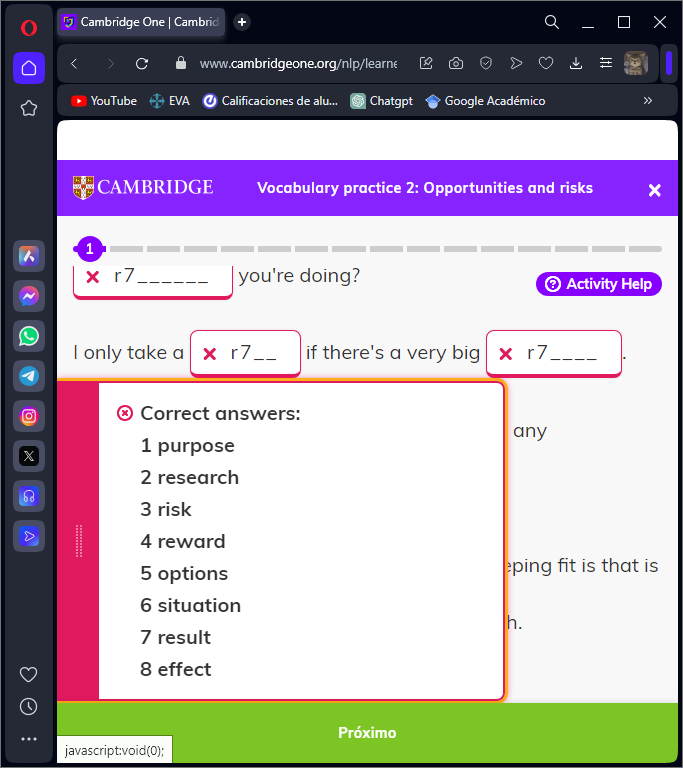 Cambridge One | Cambrid
www.cambridgeone.org/nlp/learne
YouTube EVA Calificaciones de alu... Chatgpt Google Académico »
CAMBRIDGE Vocabulary practice 2: Opportunities and risks
1
r7______ you're doing?
Activity Help
I only take a r7__ if there's a very big r7____.
Correct answers:
1 purpose
any
2 research
3 risk
4 reward
5 options
eping fit is that is
6 situation
h.
7 result
8 effect
Próximo
javascript:void(0);